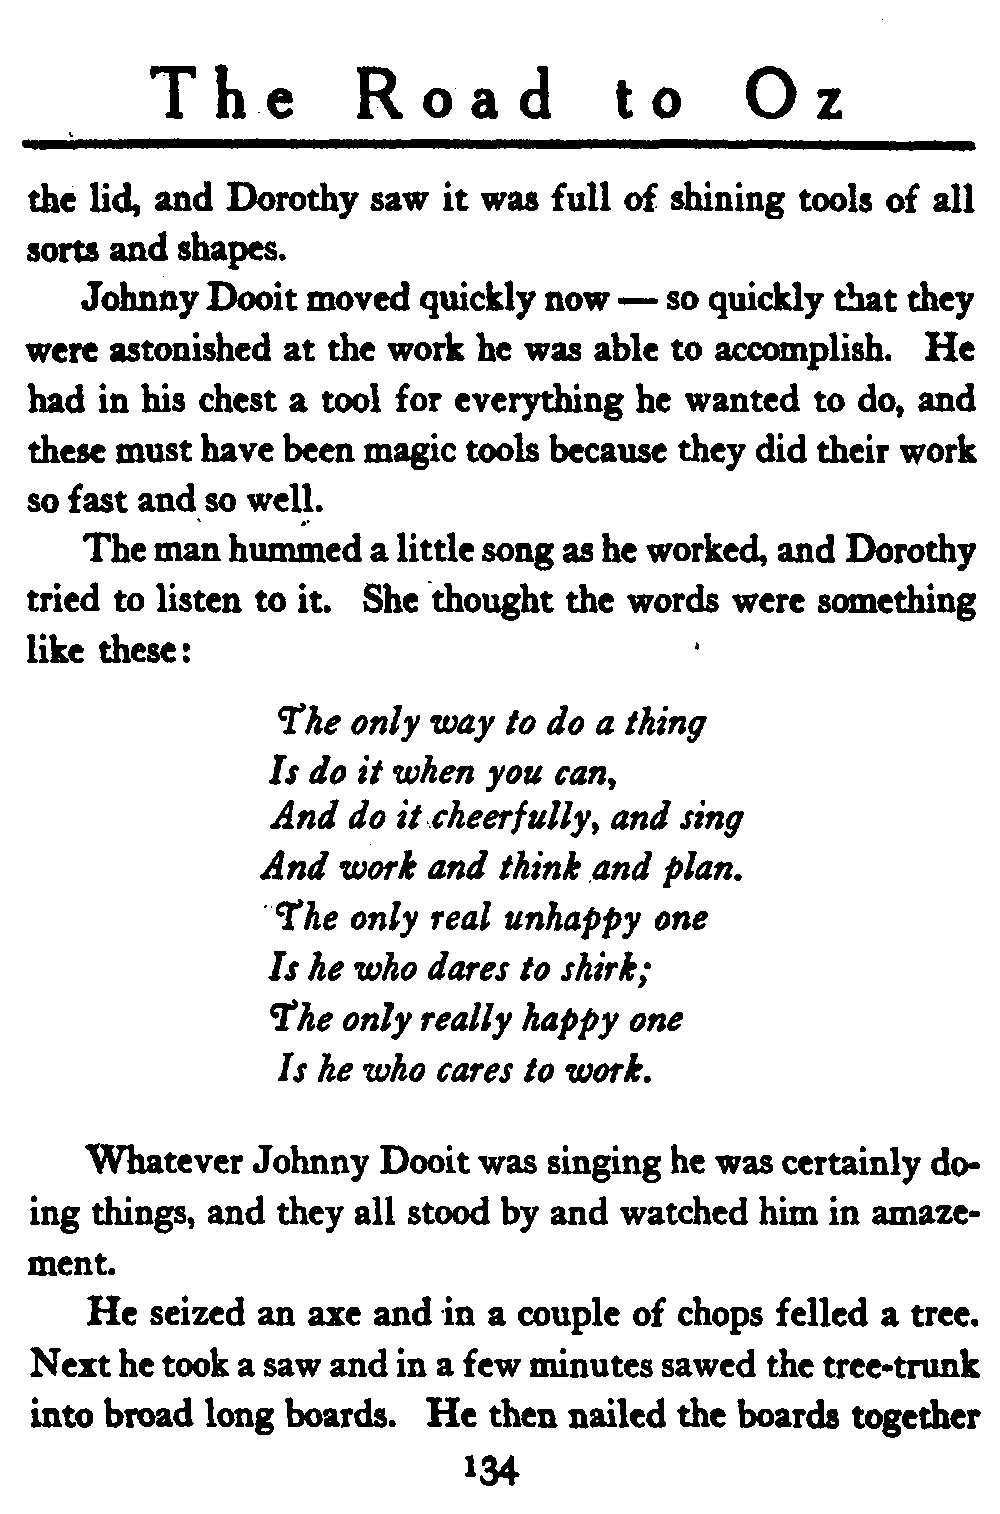 The Road to Oz
the lid, and Dorothy saw it was full of shining tools of all
sorts and shapes.
Johnny Dooit moved quickly now — so quickly that they
were astonished at the work he was able to accomplish. He
had in his chest a tool for everything he wanted to do, and
these must have been magic tools because they did their work
so fast and so well.
The man hummed a little song as he worked, and Dorothy
tried to listen to it. She thought the words were something
like these:
The only way to do a thing
Is do it when you can,
And do it cheerfully, and sing
And work and think and plan.
The only real unhappy one
Is he who dares to shirk;
The only really happy one
Is he who cares to work.
Whatever Johnny Dooit was singing he was certainly do-
ing things, and they all stood by and watched him in amaze-
ment.
He seized an axe and in a couple of chops felled a tree.
Next he took a saw and in a few minutes sawed the tree-trunk
into broad long boards. He then nailed the boards together
134